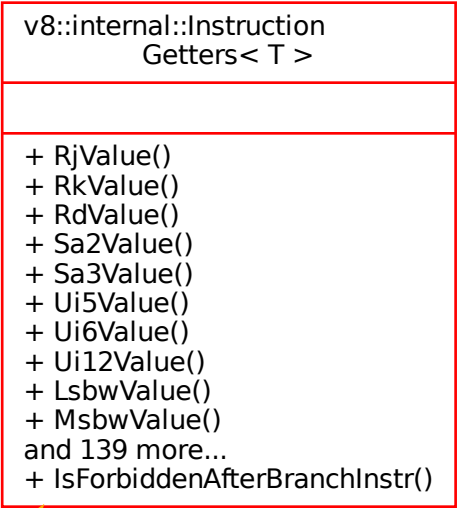 v8::internal::Instruction
Getters< T >
+ RjValue()
+ RkValue()
+ RdValue()
+ Sa2Value()
+ Sa3Value()
+ Ui5Value()
+ Ui6Value()
+ Ui12Value()
+ LsbwValue()
+ MsbwValue()
and 139 more...
+ IsForbiddenAfterBranchInstr()